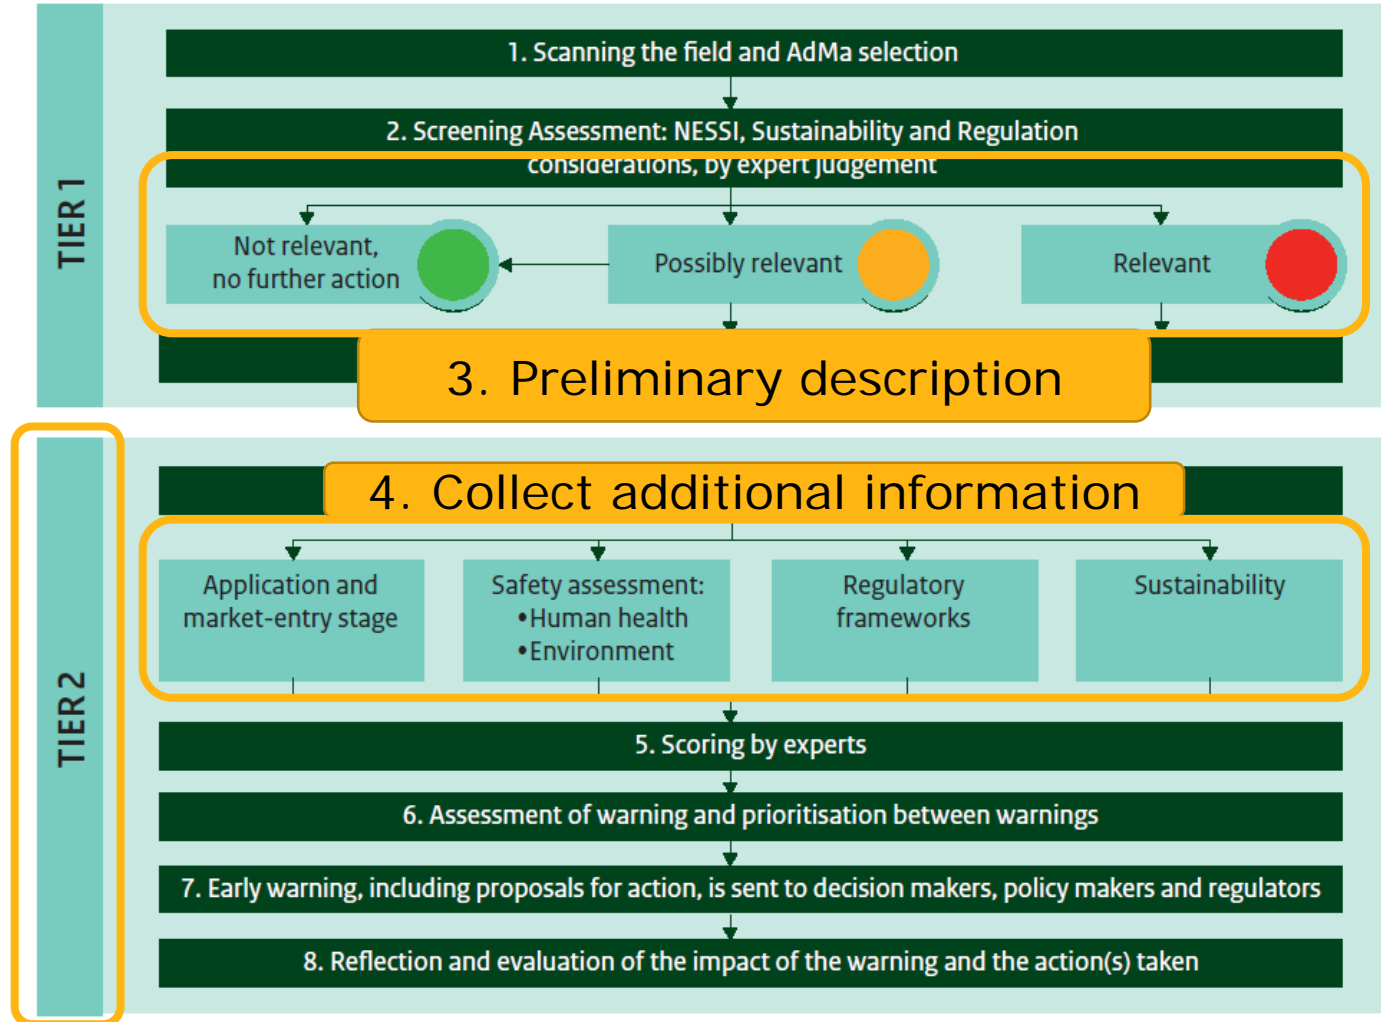 TIER 1
1. Scanning the field and AdMa selection
2. Screening Assessment: NESSI, Sustainability and Regulation
considerations, by expert judgement
Not relevant,
no further action
Possibly relevant
Relevant
3. Preliminary description
TIER 2
4. Collect additional information
Application and
market-entry stage
Safety assessment:
•Human health
•Environment
Regulatory
frameworks
Sustainability
5. Scoring by experts
6. Assessment of warning and prioritisation between warnings
7. Early warning, including proposals for action, is sent to decision makers, policy makers and regulators
8. Reflection and evaluation of the impact of the warning and the action(s) taken